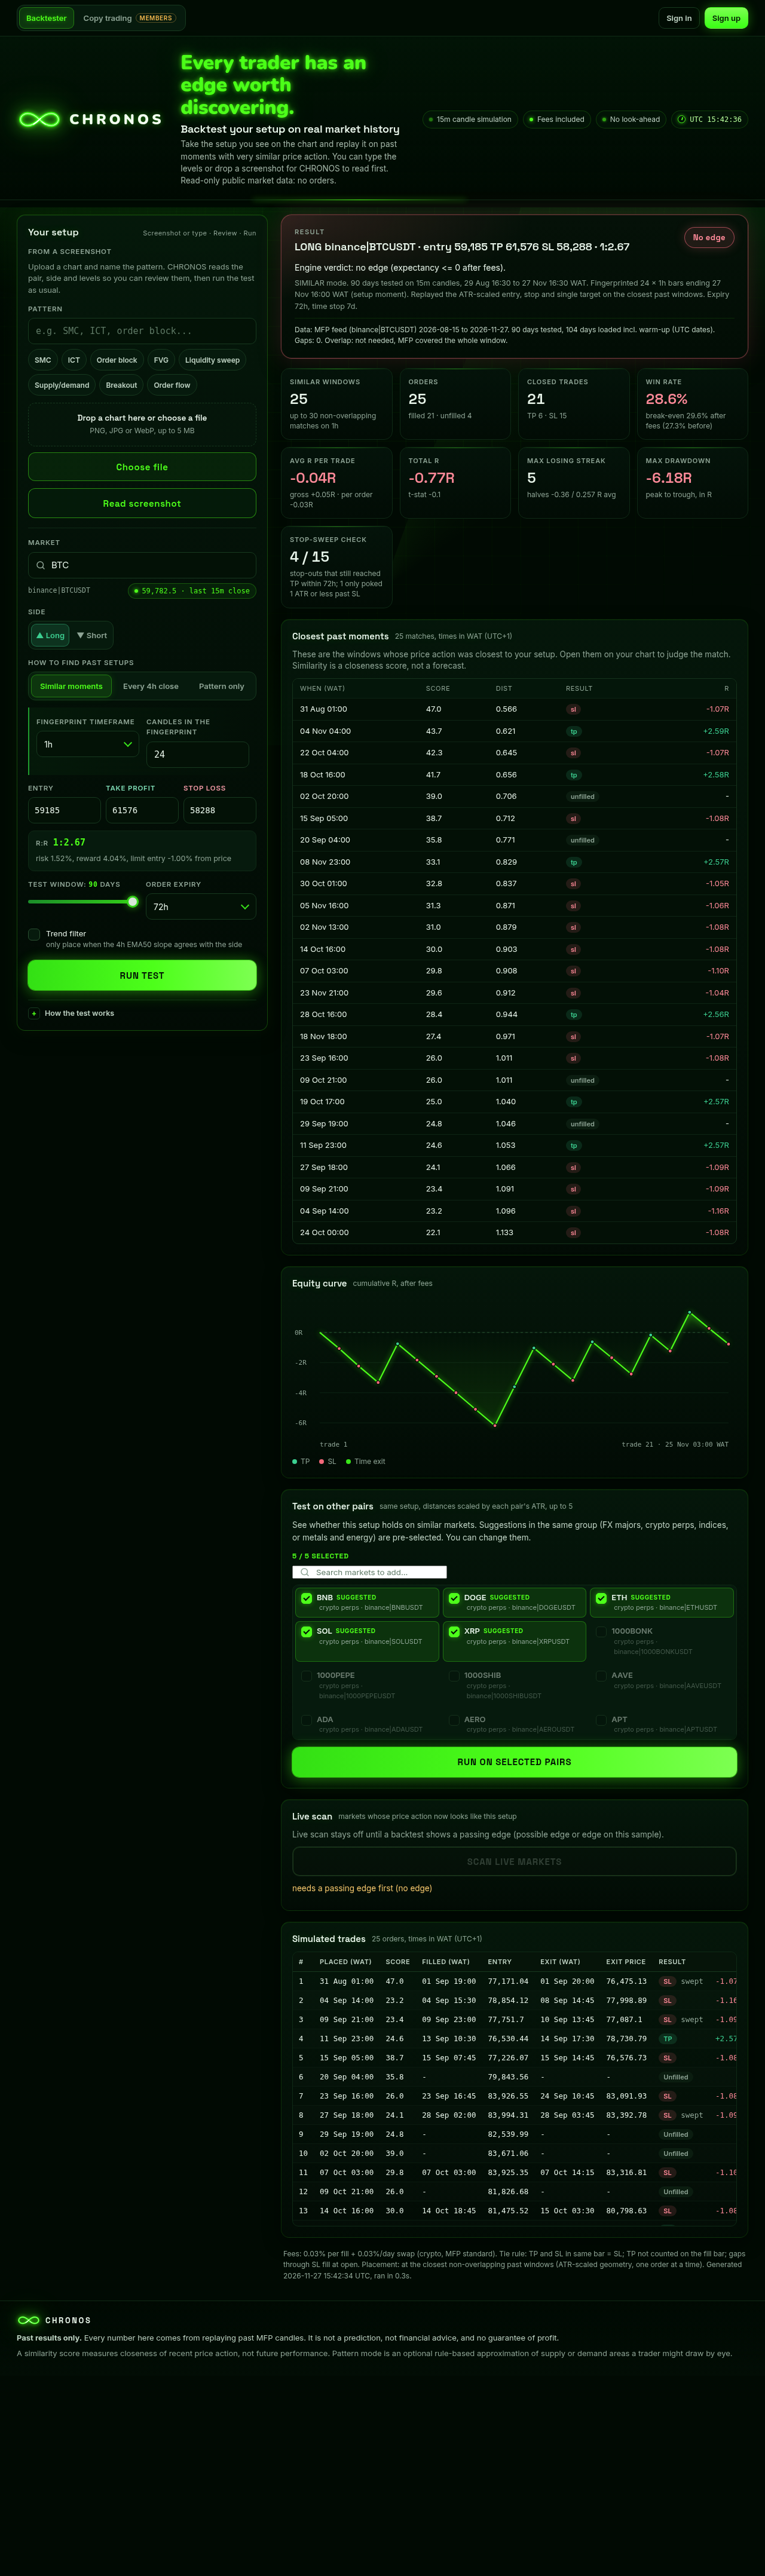 Backtester
Copy trading MEMBERS
Sign in
Sign up
CHRONOS
Every trader has an
edge worth
discovering.
Backtest your setup on real market history
Take the setup you see on the chart and replay it on past
moments with very similar price action. You can type the
levels or drop a screenshot for CHRONOS to read first.
Read-only public market data: no orders.
15m candle simulation
Fees included
No look-ahead
UTC 15:42:36
Your setup
Screenshot or type · Review · Run
FROM A SCREENSHOT
Upload a chart and name the pattern. CHRONOS reads the
pair, side and levels so you can review them, then run the test
as usual.
PATTERN
e.g. SMC, ICT, order block...
SMC
ICT
Order block
FVG
Liquidity sweep
Supply/demand
Breakout
Order flow
Drop a chart here or choose a file
PNG, JPG or WebP, up to 5 MB
Choose file
Read screenshot
MARKET
BTC
binance|BTCUSDT
59,782.5 · last 15m close
SIDE
▲ Long
▼ Short
HOW TO FIND PAST SETUPS
Similar moments
Every 4h close
Pattern only
FINGERPRINT TIMEFRAME
1h
CANDLES IN THE
FINGERPRINT
24
ENTRY
TAKE PROFIT
STOP LOSS
59185
61576
58288
R:R 1:2.67
risk 1.52%, reward 4.04%, limit entry -1.00% from price
TEST WINDOW: 90 DAYS
ORDER EXPIRY
72h
Trend filter
only place when the 4h EMA50 slope agrees with the side
RUN TEST
+ How the test works
RESULT
LONG binance|BTCUSDT · entry 59,185 TP 61,576 SL 58,288 · 1:2.67
No edge
Engine verdict: no edge (expectancy <= 0 after fees).
SIMILAR mode. 90 days tested on 15m candles, 29 Aug 16:30 to 27 Nov 16:30 WAT. Fingerprinted 24 × 1h bars ending 27
Nov 16:00 WAT (setup moment). Replayed the ATR-scaled entry, stop and single target on the closest past windows. Expiry
72h, time stop 7d.
Data: MFP feed (binance|BTCUSDT) 2026-08-15 to 2026-11-27. 90 days tested, 104 days loaded incl. warm-up (UTC dates).
Gaps: 0. Overlap: not needed, MFP covered the whole window.
SIMILAR WINDOWS
25
up to 30 non-overlapping
matches on 1h
ORDERS
25
filled 21 · unfilled 4
CLOSED TRADES
21
TP 6 · SL 15
WIN RATE
28.6%
break-even 29.6% after
fees (27.3% before)
AVG R PER TRADE
-0.04R
gross +0.05R · per order
-0.03R
TOTAL R
-0.77R
t-stat -0.1
MAX LOSING STREAK
5
halves -0.36 / 0.257 R avg
MAX DRAWDOWN
-6.18R
peak to trough, in R
STOP-SWEEP CHECK
4 / 15
stop-outs that still reached
TP within 72h; 1 only poked
1 ATR or less past SL
Closest past moments 25 matches, times in WAT (UTC+1)
These are the windows whose price action was closest to your setup. Open them on your chart to judge the match.
Similarity is a closeness score, not a forecast.
WHEN (WAT) SCORE DIST RESULT R
31 Aug 01:00 47.0 0.566 sl -1.07R
04 Nov 04:00 43.7 0.621 tp +2.59R
22 Oct 04:00 42.3 0.645 sl -1.07R
18 Oct 16:00 41.7 0.656 tp +2.58R
02 Oct 20:00 39.0 0.706 unfilled -
15 Sep 05:00 38.7 0.712 sl -1.08R
20 Sep 04:00 35.8 0.771 unfilled -
08 Nov 23:00 33.1 0.829 tp +2.57R
30 Oct 01:00 32.8 0.837 sl -1.05R
05 Nov 16:00 31.3 0.871 sl -1.06R
02 Nov 13:00 31.0 0.879 sl -1.08R
14 Oct 16:00 30.0 0.903 sl -1.08R
07 Oct 03:00 29.8 0.908 sl -1.10R
23 Nov 21:00 29.6 0.912 sl -1.04R
28 Oct 16:00 28.4 0.944 tp +2.56R
18 Nov 18:00 27.4 0.971 sl -1.07R
23 Sep 16:00 26.0 1.011 sl -1.08R
09 Oct 21:00 26.0 1.011 unfilled -
19 Oct 17:00 25.0 1.040 tp +2.57R
29 Sep 19:00 24.8 1.046 unfilled -
11 Sep 23:00 24.6 1.053 tp +2.57R
27 Sep 18:00 24.1 1.066 sl -1.09R
09 Sep 21:00 23.4 1.091 sl -1.09R
04 Sep 14:00 23.2 1.096 sl -1.16R
24 Oct 00:00 22.1 1.133 sl -1.08R
Equity curve cumulative R, after fees
0R
-2R
-4R
-6R
trade 1
trade 21 · 25 Nov 03:00 WAT
TP SL Time exit
Test on other pairs same setup, distances scaled by each pair's ATR, up to 5
See whether this setup holds on similar markets. Suggestions in the same group (FX majors, crypto perps, indices,
or metals and energy) are pre-selected. You can change them.
5 / 5 SELECTED
Search markets to add...
BNB SUGGESTED
crypto perps · binance|BNBUSDT
DOGE SUGGESTED
crypto perps · binance|DOGEUSDT
ETH SUGGESTED
crypto perps · binance|ETHUSDT
SOL SUGGESTED
crypto perps · binance|SOLUSDT
XRP SUGGESTED
crypto perps · binance|XRPUSDT
1000BONK
crypto perps ·
binance|1000BONKUSDT
1000PEPE
crypto perps ·
binance|1000PEPEUSDT
1000SHIB
crypto perps ·
binance|1000SHIBUSDT
AAVE
crypto perps · binance|AAVEUSDT
ADA
crypto perps · binance|ADAUSDT
AERO
crypto perps · binance|AEROUSDT
APT
crypto perps · binance|APTUSDT
RUN ON SELECTED PAIRS
Live scan markets whose price action now looks like this setup
Live scan stays off until a backtest shows a passing edge (possible edge or edge on this sample).
SCAN LIVE MARKETS
needs a passing edge first (no edge)
Simulated trades 25 orders, times in WAT (UTC+1)
# PLACED (WAT) SCORE FILLED (WAT) ENTRY EXIT (WAT) EXIT PRICE RESULT
1 31 Aug 01:00 47.0 01 Sep 19:00 77,171.04 01 Sep 20:00 76,475.13 SL swept -1.07
2 04 Sep 14:00 23.2 04 Sep 15:30 78,854.12 08 Sep 14:45 77,998.89 SL -1.16
3 09 Sep 21:00 23.4 09 Sep 23:00 77,751.7 10 Sep 13:45 77,087.1 SL swept -1.09
4 11 Sep 23:00 24.6 13 Sep 10:30 76,530.44 14 Sep 17:30 78,730.79 TP +2.57
5 15 Sep 05:00 38.7 15 Sep 07:45 77,226.07 15 Sep 14:45 76,576.73 SL -1.08
6 20 Sep 04:00 35.8 - 79,843.56 - - Unfilled
7 23 Sep 16:00 26.0 23 Sep 16:45 83,926.55 24 Sep 10:45 83,091.93 SL -1.08
8 27 Sep 18:00 24.1 28 Sep 02:00 83,994.31 28 Sep 03:45 83,392.78 SL swept -1.09
9 29 Sep 19:00 24.8 - 82,539.99 - - Unfilled
10 02 Oct 20:00 39.0 - 83,671.06 - - Unfilled
11 07 Oct 03:00 29.8 07 Oct 03:00 83,925.35 07 Oct 14:15 83,316.81 SL -1.10
12 09 Oct 21:00 26.0 - 81,826.68 - - Unfilled
13 14 Oct 16:00 30.0 14 Oct 18:45 81,475.52 15 Oct 03:30 80,798.63 SL -1.08
Fees: 0.03% per fill + 0.03%/day swap (crypto, MFP standard). Tie rule: TP and SL in same bar = SL; TP not counted on the fill bar; gaps
through SL fill at open. Placement: at the closest non-overlapping past windows (ATR-scaled geometry, one order at a time). Generated
2026-11-27 15:42:34 UTC, ran in 0.3s.
CHRONOS
Past results only. Every number here comes from replaying past MFP candles. It is not a prediction, not financial advice, and no guarantee of profit.
A similarity score measures closeness of recent price action, not future performance. Pattern mode is an optional rule-based approximation of supply or demand areas a trader might draw by eye.